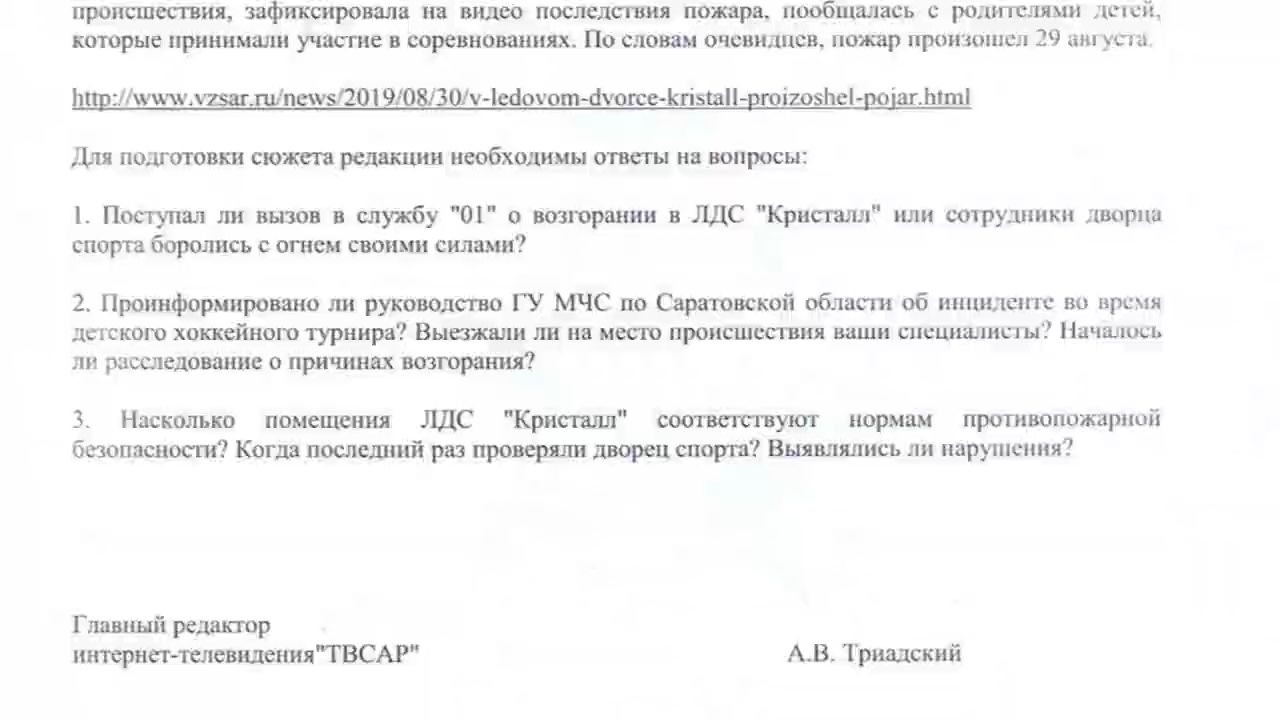 происшествия, зафиксировала на видео последствия пожара, пообщалась с родителями детей,
которые принимали участие в соревнованиях. По словам очевидцев, пожар произошел 29 августа.
http://www.vzsar.ru/news/2019/08/30/v-ledovom-dvorce-kristall-proizoshel-pojar.html
Для подготовки сюжета редакции необходимы ответы на вопросы:
1. Поступал ли вызов в службу "01" о возгорании в ЛДС "Кристалл" или сотрудники дворца
спорта боролись с огнем своими силами?
2. Проинформировано ли руководство ГУ МЧС по Саратовской области об инциденте во время
детского хоккейного турнира? Выезжали ли на место происшествия ваши специалисты? Началось
ли расследование о причинах возгорания?
3. Насколько помещения ЛДС "Кристалл" соответствуют нормам противопожарной
безопасности? Когда последний раз проверяли дворец спорта? Выявлялись ли нарушения?
Главный редактор
интернет-телевидения"ТВСАР" А.В. Триадский